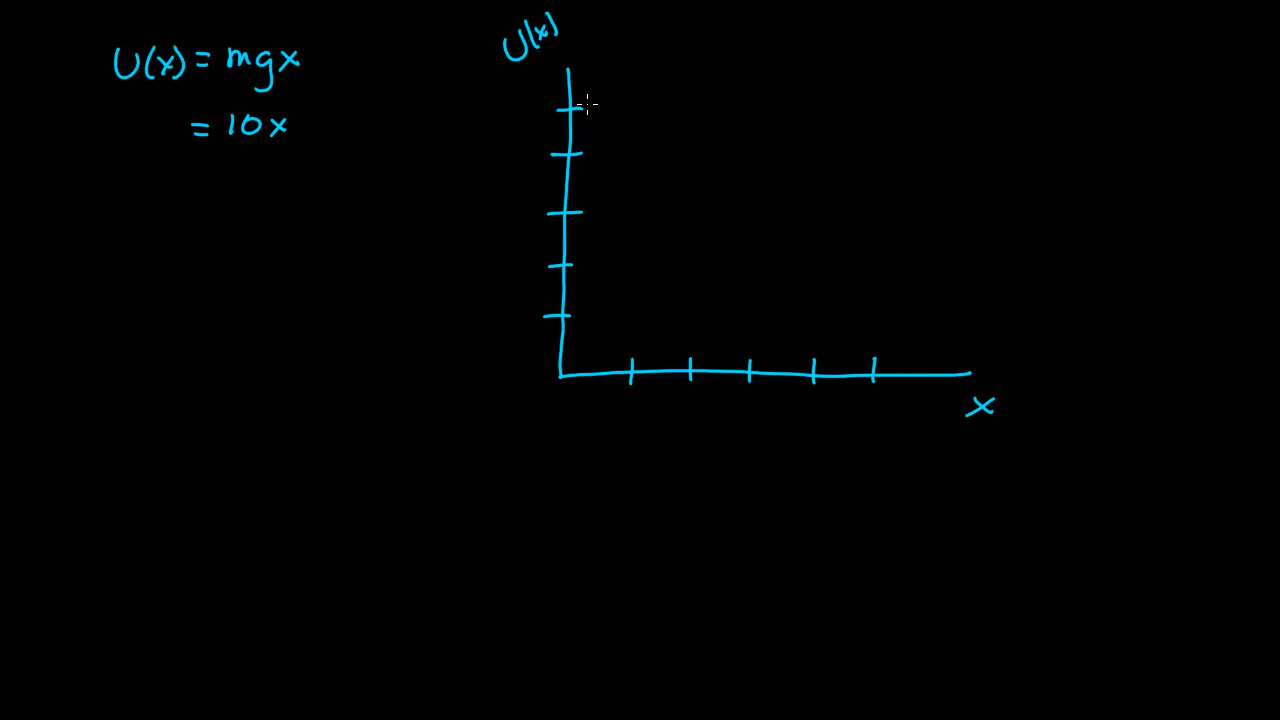 U(x) = mgx
= 10x
U(x)
x